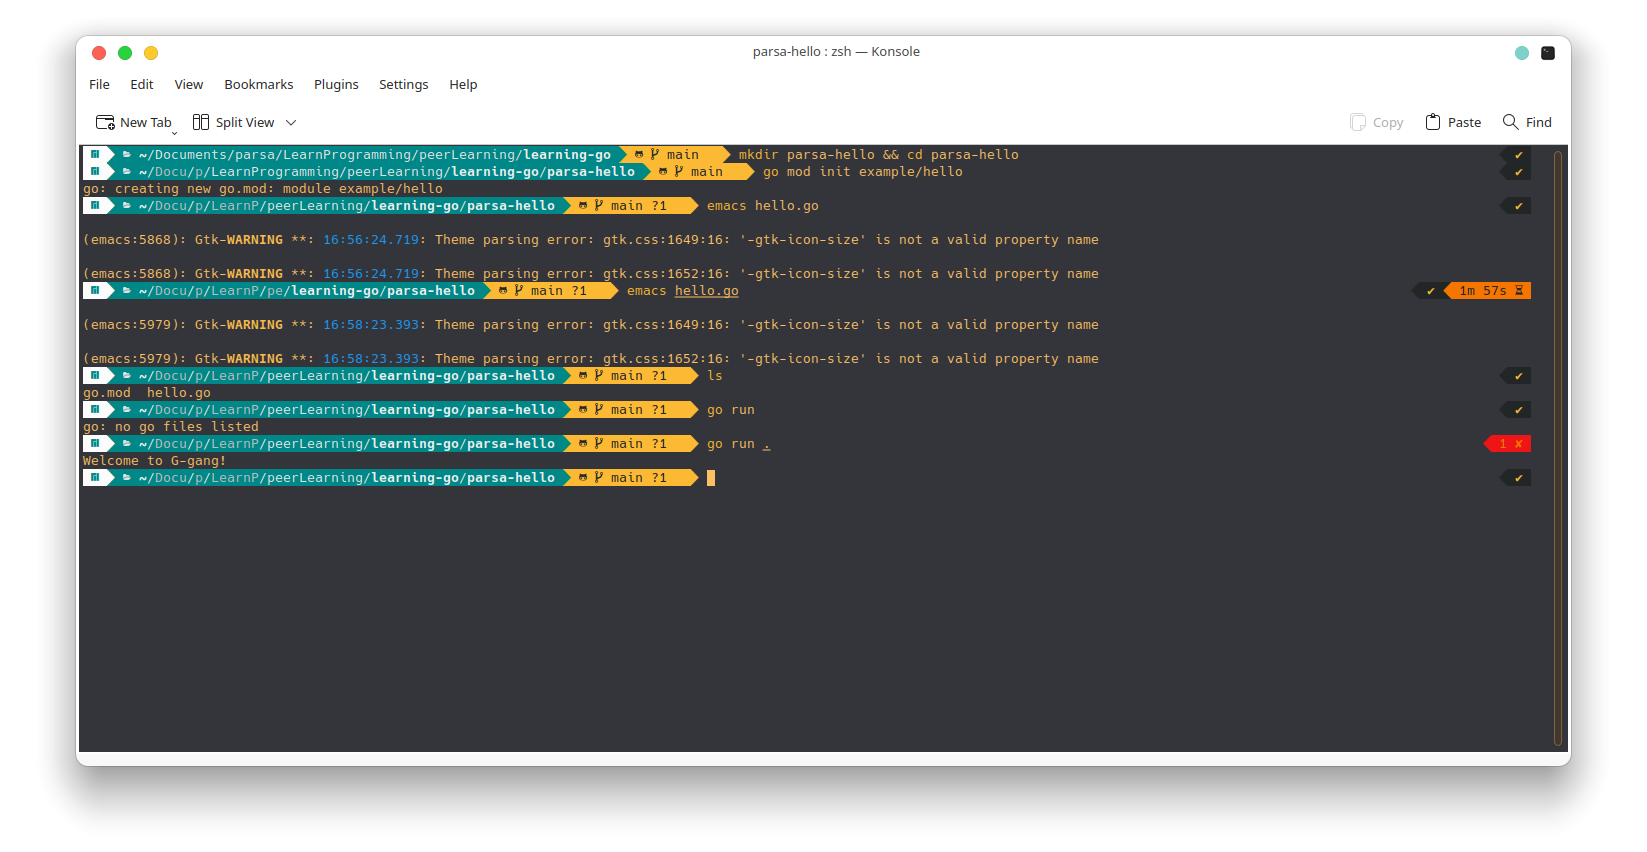 parsa-hello : zsh — Konsole
File Edit View Bookmarks Plugins Settings Help
New Tab Split View Copy Paste Find
~/Documents/parsa/LearnProgramming/peerLearning/learning-go main mkdir parsa-hello && cd parsa-hello ✔
~/Docu/p/LearnProgramming/peerLearning/learning-go/parsa-hello main go mod init example/hello ✔
go: creating new go.mod: module example/hello
~/Docu/p/LearnP/peerLearning/learning-go/parsa-hello main ?1 emacs hello.go ✔
(emacs:5868): Gtk-WARNING **: 16:56:24.719: Theme parsing error: gtk.css:1649:16: '-gtk-icon-size' is not a valid property name
(emacs:5868): Gtk-WARNING **: 16:56:24.719: Theme parsing error: gtk.css:1652:16: '-gtk-icon-size' is not a valid property name
~/Docu/p/LearnP/pe/learning-go/parsa-hello main ?1 emacs hello.go ✔ 1m 57s
(emacs:5979): Gtk-WARNING **: 16:58:23.393: Theme parsing error: gtk.css:1649:16: '-gtk-icon-size' is not a valid property name
(emacs:5979): Gtk-WARNING **: 16:58:23.393: Theme parsing error: gtk.css:1652:16: '-gtk-icon-size' is not a valid property name
~/Docu/p/LearnP/peerLearning/learning-go/parsa-hello main ?1 ls ✔
go.mod hello.go
~/Docu/p/LearnP/peerLearning/learning-go/parsa-hello main ?1 go run ✔
go: no go files listed
~/Docu/p/LearnP/peerLearning/learning-go/parsa-hello main ?1 go run . 1 ✘
Welcome to G-gang!
~/Docu/p/LearnP/peerLearning/learning-go/parsa-hello main ?1 ✔